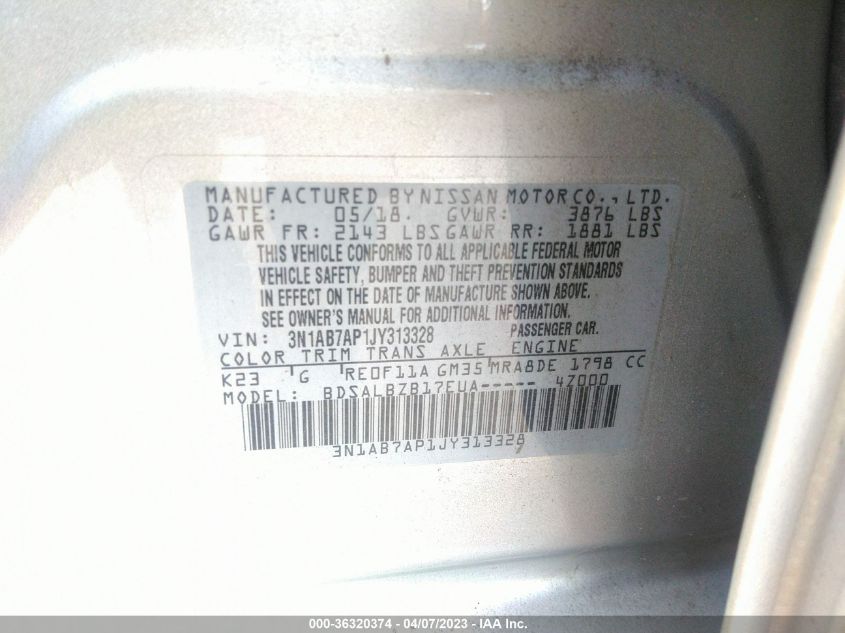 MANUFACTURED BY NISSAN MOTOR CO., LTD.
DATE: 05/18. GVWR: 3876 LBS
GAWR FR: 2143 LBS GAWR RR: 1881 LBS
THIS VEHICLE CONFORMS TO ALL APPLICABLE FEDERAL MOTOR
VEHICLE SAFETY, BUMPER AND THEFT PREVENTION STANDARDS
IN EFFECT ON THE DATE OF MANUFACTURE SHOWN ABOVE.
SEE OWNER'S MANUAL FOR ADDITIONAL INFORMATION.
VIN: 3N1AB7AP1JY313328 PASSENGER CAR.
COLOR TRIM TRANS AXLE ENGINE
K23 G RE0F11A GM35 MRA8DE 1798 CC
MODEL: BDSALBZB17EUA----- 4Z000
3N1AB7AP1JY313328
000-36320374 | 04/07/2023 - IAA Inc.